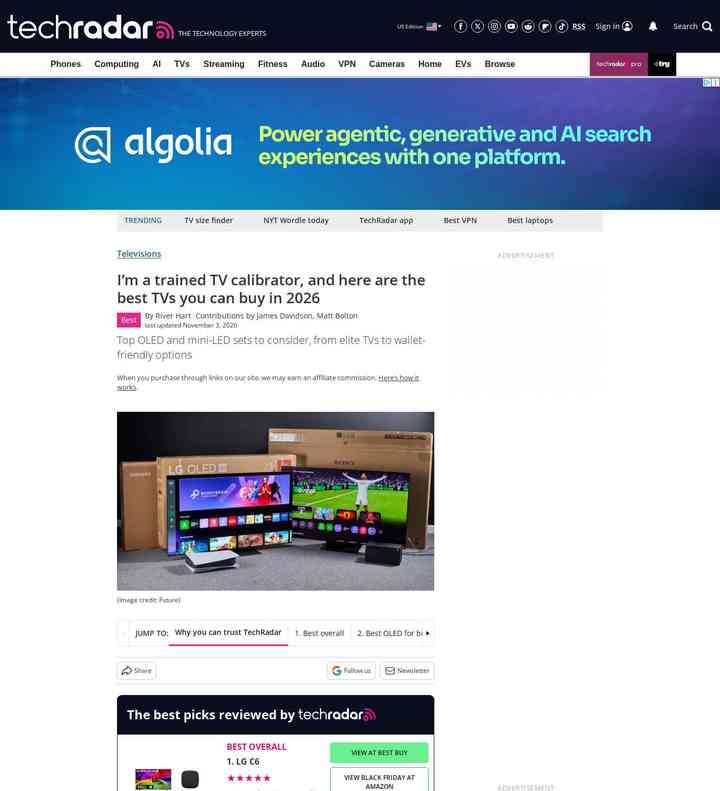 techradar THE TECHNOLOGY EXPERTS
US Edition RSS Sign in Search
Phones Computing AI TVs Streaming Fitness Audio VPN Cameras Home EVs Browse techradar pro try
algolia
Power agentic, generative and AI search
experiences with one platform.
TRENDING TV size finder NYT Wordle today TechRadar app Best VPN Best laptops
Televisions
ADVERTISEMENT
I'm a trained TV calibrator, and here are the
best TVs you can buy in 2026
Best By River Hart Contributions by James Davidson, Matt Bolton
last updated November 3, 2026
Top OLED and mini-LED sets to consider, from elite TVs to wallet-
friendly options
When you purchase through links on our site, we may earn an affiliate commission. Here's how it
works.
LG OLED
SONY
(Image credit: Future)
JUMP TO: Why you can trust TechRadar 1. Best overall 2. Best OLED for bi
Share Follow us Newsletter
The best picks reviewed by techradar
BEST OVERALL
1. LG C6
★★★★★
VIEW AT BEST BUY
VIEW BLACK FRIDAY AT
AMAZON
ADVERTISEMENT